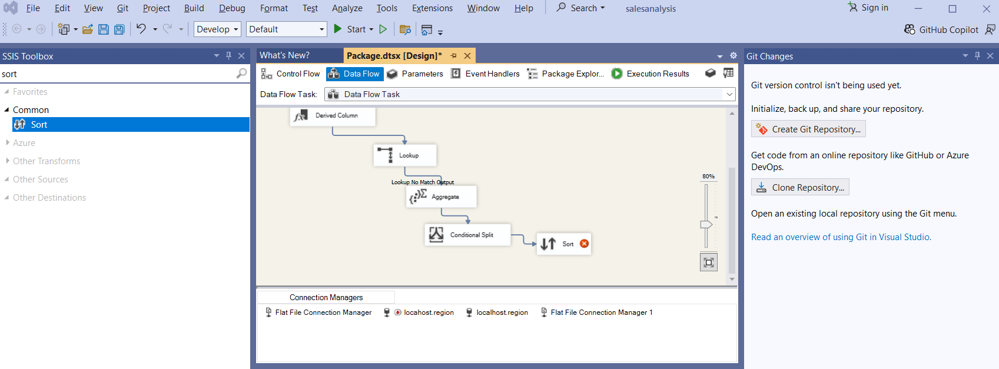 File Edit View Git Project Build Debug Format Test Analyze Tools Extensions Window Help Search salesanalysis Sign in
Develop Default Start GitHub Copilot
SSIS Toolbox
sort
Favorites
Common
Sort
Azure
Other Transforms
Other Sources
Other Destinations
What's New? Package.dtsx [Design]*
Control Flow Data Flow Parameters Event Handlers Package Explor... Execution Results
Data Flow Task: Data Flow Task
Derived Column
Lookup
Lookup No Match Output
Aggregate
Conditional Split
Sort
80%
Connection Managers
Flat File Connection Manager locahost.region localhost.region Flat File Connection Manager 1
Git Changes
Git version control isn't being used yet.
Initialize, back up, and share your repository.
Create Git Repository...
Get code from an online repository like GitHub or Azure
DevOps.
Clone Repository...
Open an existing local repository using the Git menu.
Read an overview of using Git in Visual Studio.